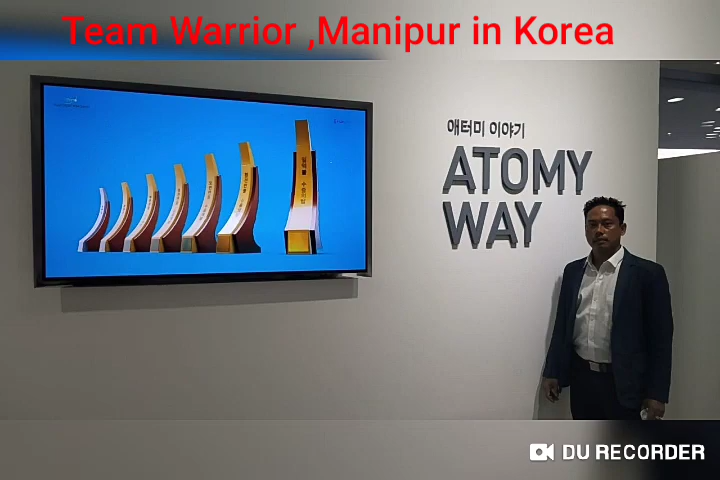 Team Warrior ,Manipur in Korea
애터미 이야기
ATOMY
WAY
DU RECORDER